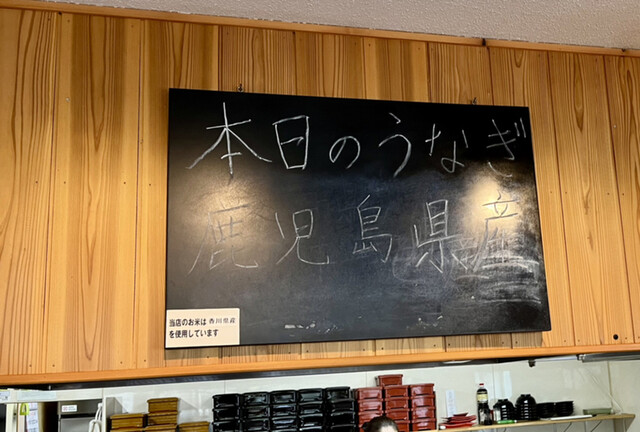 本日のうなぎ
鹿児島県産
当店のお米は 香川県産
を使用しています